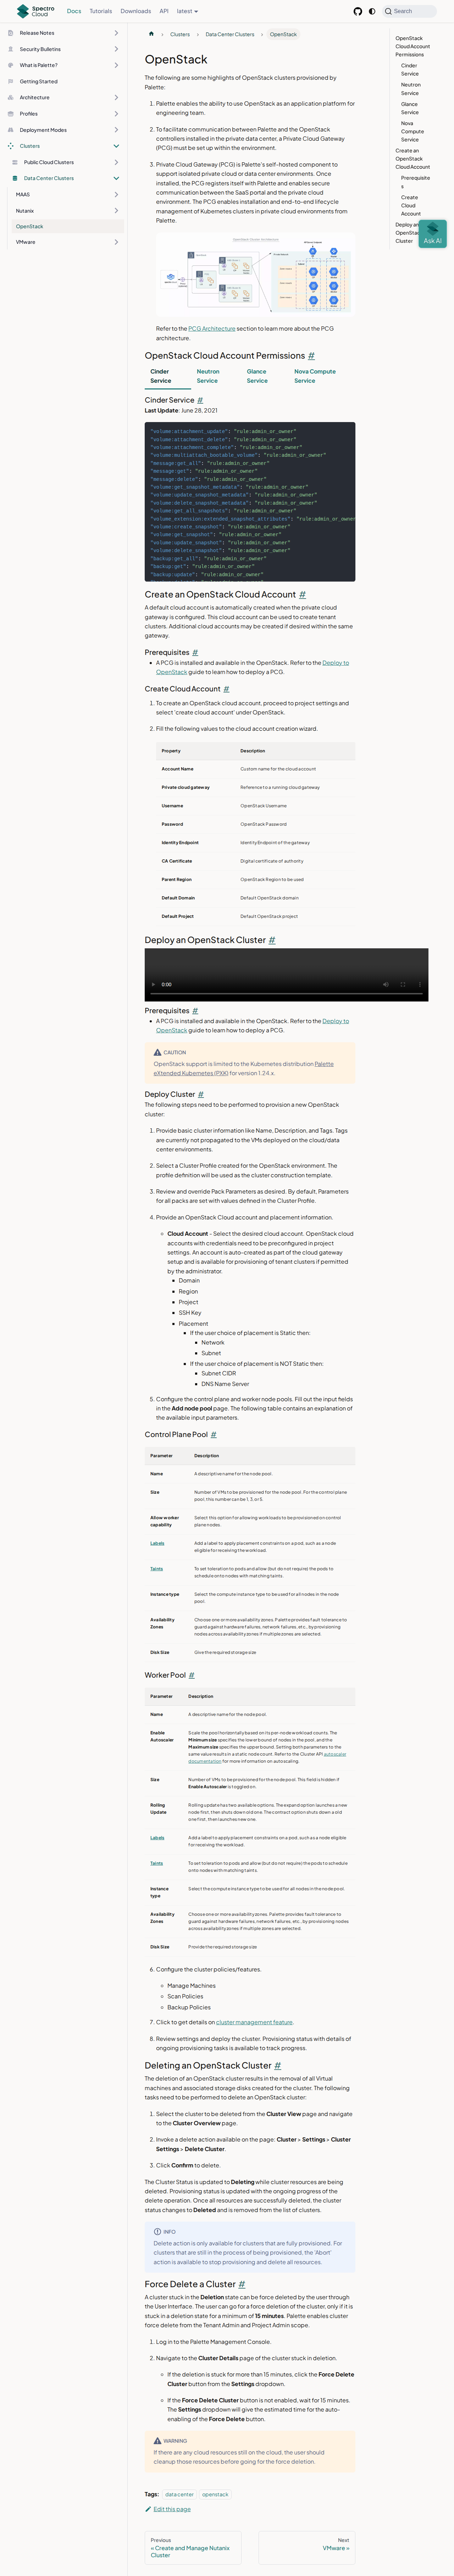 Spectro Cloud
Docs
Tutorials
Downloads
API
latest
Search
Release Notes
Security Bulletins
What is Palette?
Getting Started
Architecture
Profiles
Deployment Modes
Clusters
Public Cloud Clusters
Data Center Clusters
MAAS
Nutanix
OpenStack
VMware
Clusters
Data Center Clusters
OpenStack
OpenStack
The following are some highlights of OpenStack clusters provisioned by
Palette:
1. Palette enables the ability to use OpenStack as an application platform for
engineering team.
2. To facilitate communication between Palette and the OpenStack
controllers installed in the private data center, a Private Cloud Gateway
(PCG) must be set up within the environment.
3. Private Cloud Gateway (PCG) is Palette's self-hosted component to
support isolated private cloud or data center environments. Once
installed, the PCG registers itself with Palette and enables secure
communication between the SaaS portal and the private cloud
environment. The PCG enables installation and end-to-end lifecycle
management of Kubernetes clusters in private cloud environments from
Palette.
Refer to the PCG Architecture section to learn more about the PCG
architecture.
OpenStack Cloud Account Permissions #
Cinder
Service
Neutron
Service
Glance
Service
Nova Compute
Service
Cinder Service #
Last Update: June 28, 2021
"volume:attachment_update": "rule:admin_or_owner"
"volume:attachment_delete": "rule:admin_or_owner"
"volume:attachment_complete": "rule:admin_or_owner"
"volume:multiattach_bootable_volume": "rule:admin_or_owner"
"message:get_all": "rule:admin_or_owner"
"message:get": "rule:admin_or_owner"
"message:delete": "rule:admin_or_owner"
"volume:get_snapshot_metadata": "rule:admin_or_owner"
"volume:update_snapshot_metadata": "rule:admin_or_owner"
"volume:delete_snapshot_metadata": "rule:admin_or_owner"
"volume:get_all_snapshots": "rule:admin_or_owner"
"volume_extension:extended_snapshot_attributes": "rule:admin_or_owner
"volume:create_snapshot": "rule:admin_or_owner"
"volume:get_snapshot": "rule:admin_or_owner"
"volume:update_snapshot": "rule:admin_or_owner"
"volume:delete_snapshot": "rule:admin_or_owner"
"backup:get_all": "rule:admin_or_owner"
"backup:get": "rule:admin_or_owner"
"backup:update": "rule:admin_or_owner"
Create an OpenStack Cloud Account #
A default cloud account is automatically created when the private cloud
gateway is configured. This cloud account can be used to create tenant
clusters. Additional cloud accounts may be created if desired within the same
gateway.
Prerequisites #
A PCG is installed and available in the OpenStack. Refer to the Deploy to
OpenStack guide to learn how to deploy a PCG.
Create Cloud Account #
1. To create an OpenStack cloud account, proceed to project settings and
select 'create cloud account' under OpenStack.
2. Fill the following values to the cloud account creation wizard.
Property Description
Account Name Custom name for the cloud account
Private cloud gateway Reference to a running cloud gateway
Username OpenStack Username
Password OpenStack Password
Identity Endpoint Identity Endpoint of the gateway
CA Certificate Digital certificate of authority
Parent Region OpenStack Region to be used
Default Domain Default OpenStack domain
Default Project Default OpenStack project
Deploy an OpenStack Cluster #
0:00
Prerequisites #
A PCG is installed and available in the OpenStack. Refer to the Deploy to
OpenStack guide to learn how to deploy a PCG.
CAUTION
OpenStack support is limited to the Kubernetes distribution Palette
eXtended Kubernetes (PXK) for version 1.24.x.
Deploy Cluster #
The following steps need to be performed to provision a new OpenStack
cluster:
1. Provide basic cluster information like Name, Description, and Tags. Tags
are currently not propagated to the VMs deployed on the cloud/data
center environments.
2. Select a Cluster Profile created for the OpenStack environment. The
profile definition will be used as the cluster construction template.
3. Review and override Pack Parameters as desired. By default, Parameters
for all packs are set with values defined in the Cluster Profile.
4. Provide an OpenStack Cloud account and placement information.
Cloud Account - Select the desired cloud account. OpenStack cloud
accounts with credentials need to be preconfigured in project
settings. An account is auto-created as part of the cloud gateway
setup and is available for provisioning of tenant clusters if permitted
by the administrator.
Domain
Region
Project
SSH Key
Placement
If the user choice of placement is Static then:
Network
Subnet
If the user choice of placement is NOT Static then:
Subnet CIDR
DNS Name Server
5. Configure the control plane and worker node pools. Fill out the input fields
in the Add node pool page. The following table contains an explanation of
the available input parameters.
Control Plane Pool #
Parameter Description
Name A descriptive name for the node pool.
Size Number of VMs to be provisioned for the node pool. For the control plane
pool, this number can be 1, 3, or 5.
Allow worker capability Select this option for allowing workloads to be provisioned on control
plane nodes.
Labels Add a label to apply placement constraints on a pod, such as a node
eligible for receiving the workload.
Taints To set toleration to pods and allow (but do not require) the pods to
schedule onto nodes with matching taints.
Instance type Select the compute instance type to be used for all nodes in the node
pool.
Availability Zones Choose one or more availability zones. Palette provides fault tolerance to
guard against hardware failures, network failures, etc., by provisioning
nodes across availability zones if multiple zones are selected.
Disk Size Give the required storage size
Worker Pool #
Parameter Description
Name A descriptive name for the node pool.
Enable Autoscaler Scale the pool horizontally based on its per-node workload counts. The
Minimum size specifies the lower bound of nodes in the pool, and the
Maximum size specifies the upper bound. Setting both parameters to the
same value results in a static node count. Refer to the Cluster API autoscaler
documentation for more information on autoscaling.
Size Number of VMs to be provisioned for the node pool. This field is hidden if
Enable Autoscaler is toggled on.
Rolling Update Rolling update has two available options. The expand option launches a new
node first, then shuts down old one. The contract option shuts down a old
one first, then launches new one
Labels Add a label to apply placement constraints on a pod, such as a node eligible
for receiving the workload.
Taints To set toleration to pods and allow (but do not require) the pods to schedule
onto nodes with matching taints.
Instance type Select the compute instance type to be used for all nodes in the node pool.
Availability Zones Choose one or more availability zones. Palette provides fault tolerance to
guard against hardware failures, network failures, etc., by provisioning nodes
across availability zones if multiple zones are selected.
Disk Size Provide the required storage size
6. Configure the cluster policies/features.
Manage Machines
Scan Policies
Backup Policies
7. Click to get details on cluster management feature.
8. Review settings and deploy the cluster. Provisioning status with details of
ongoing provisioning tasks is available to track progress.
Deleting an OpenStack Cluster #
The deletion of an OpenStack cluster results in the removal of all Virtual
machines and associated storage disks created for the cluster. The following
tasks need to be performed to delete an OpenStack cluster:
1. Select the cluster to be deleted from the Cluster View page and navigate
to the Cluster Overview page.
2. Invoke a delete action available on the page: Cluster > Settings > Cluster
Settings > Delete Cluster.
3. Click Confirm to delete.
The Cluster Status is updated to Deleting while cluster resources are being
deleted. Provisioning status is updated with the ongoing progress of the
delete operation. Once all resources are successfully deleted, the cluster
status changes to Deleted and is removed from the list of clusters.
INFO
Delete action is only available for clusters that are fully provisioned. For
clusters that are still in the process of being provisioned, the 'Abort'
action is available to stop provisioning and delete all resources.
Force Delete a Cluster #
A cluster stuck in the Deletion state can be force deleted by the user through
the User Interface. The user can go for a force deletion of the cluster, only if it is
stuck in a deletion state for a minimum of 15 minutes. Palette enables cluster
force delete from the Tenant Admin and Project Admin scope.
1. Log in to the Palette Management Console.
2. Navigate to the Cluster Details page of the cluster stuck in deletion.
If the deletion is stuck for more than 15 minutes, click the Force Delete
Cluster button from the Settings dropdown.
If the Force Delete Cluster button is not enabled, wait for 15 minutes.
The Settings dropdown will give the estimated time for the auto-
enabling of the Force Delete button.
WARNING
If there are any cloud resources still on the cloud, the user should
cleanup those resources before going for the force deletion.
Tags: data center openstack
Edit this page
Previous
« Create and Manage Nutanix
Cluster
Next
VMware »
OpenStack
Cloud Account
Permissions
Cinder
Service
Neutron
Service
Glance
Service
Nova
Compute
Service
Create an
OpenStack
Cloud Account
Prerequisite
s
Create
Cloud
Account
Deploy an
OpenStack
Cluster
Ask AI